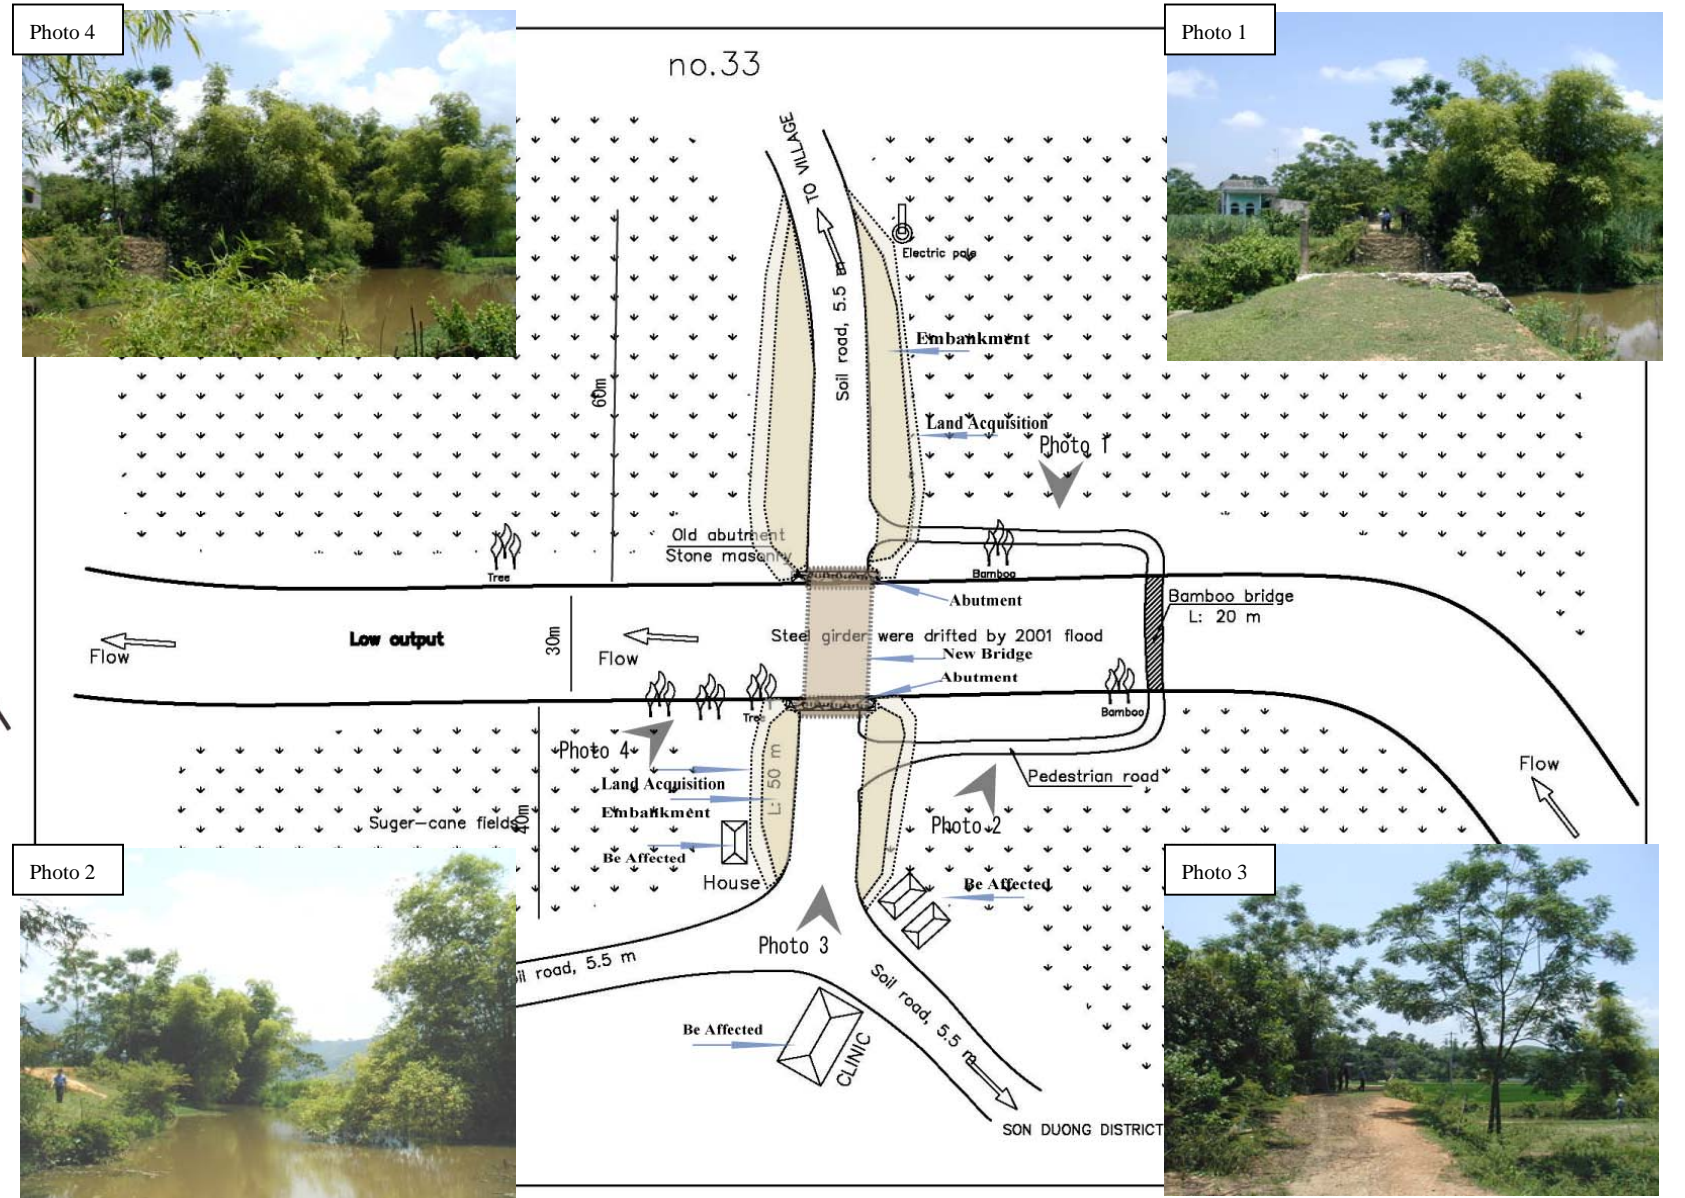 Photo 4
Photo 1
no.33
TO VILLAGE
Electric pole
Soil road, 5.5 m
Embankment
60m
Land Acquisition
Photo 1
Old abutment
Stone masonry
Tree
Bamboo
Abutment
Bamboo bridge
L: 20 m
Low output
30m
Steel girder were drifted by 2001 flood
Flow
Flow
New Bridge
Abutment
Tree
Bamboo
Photo 4
L: 50 m
Pedestrian road
Flow
Land Acquisition
Embankment
40m
Suger-cane fields
Photo 2
Be Affected
House
Be Affected
Photo 2
Photo 3
Photo 3
oil road, 5.5 m
Soil road, 5.5 m
Be Affected
CLINIC
SON DUONG DISTRICT